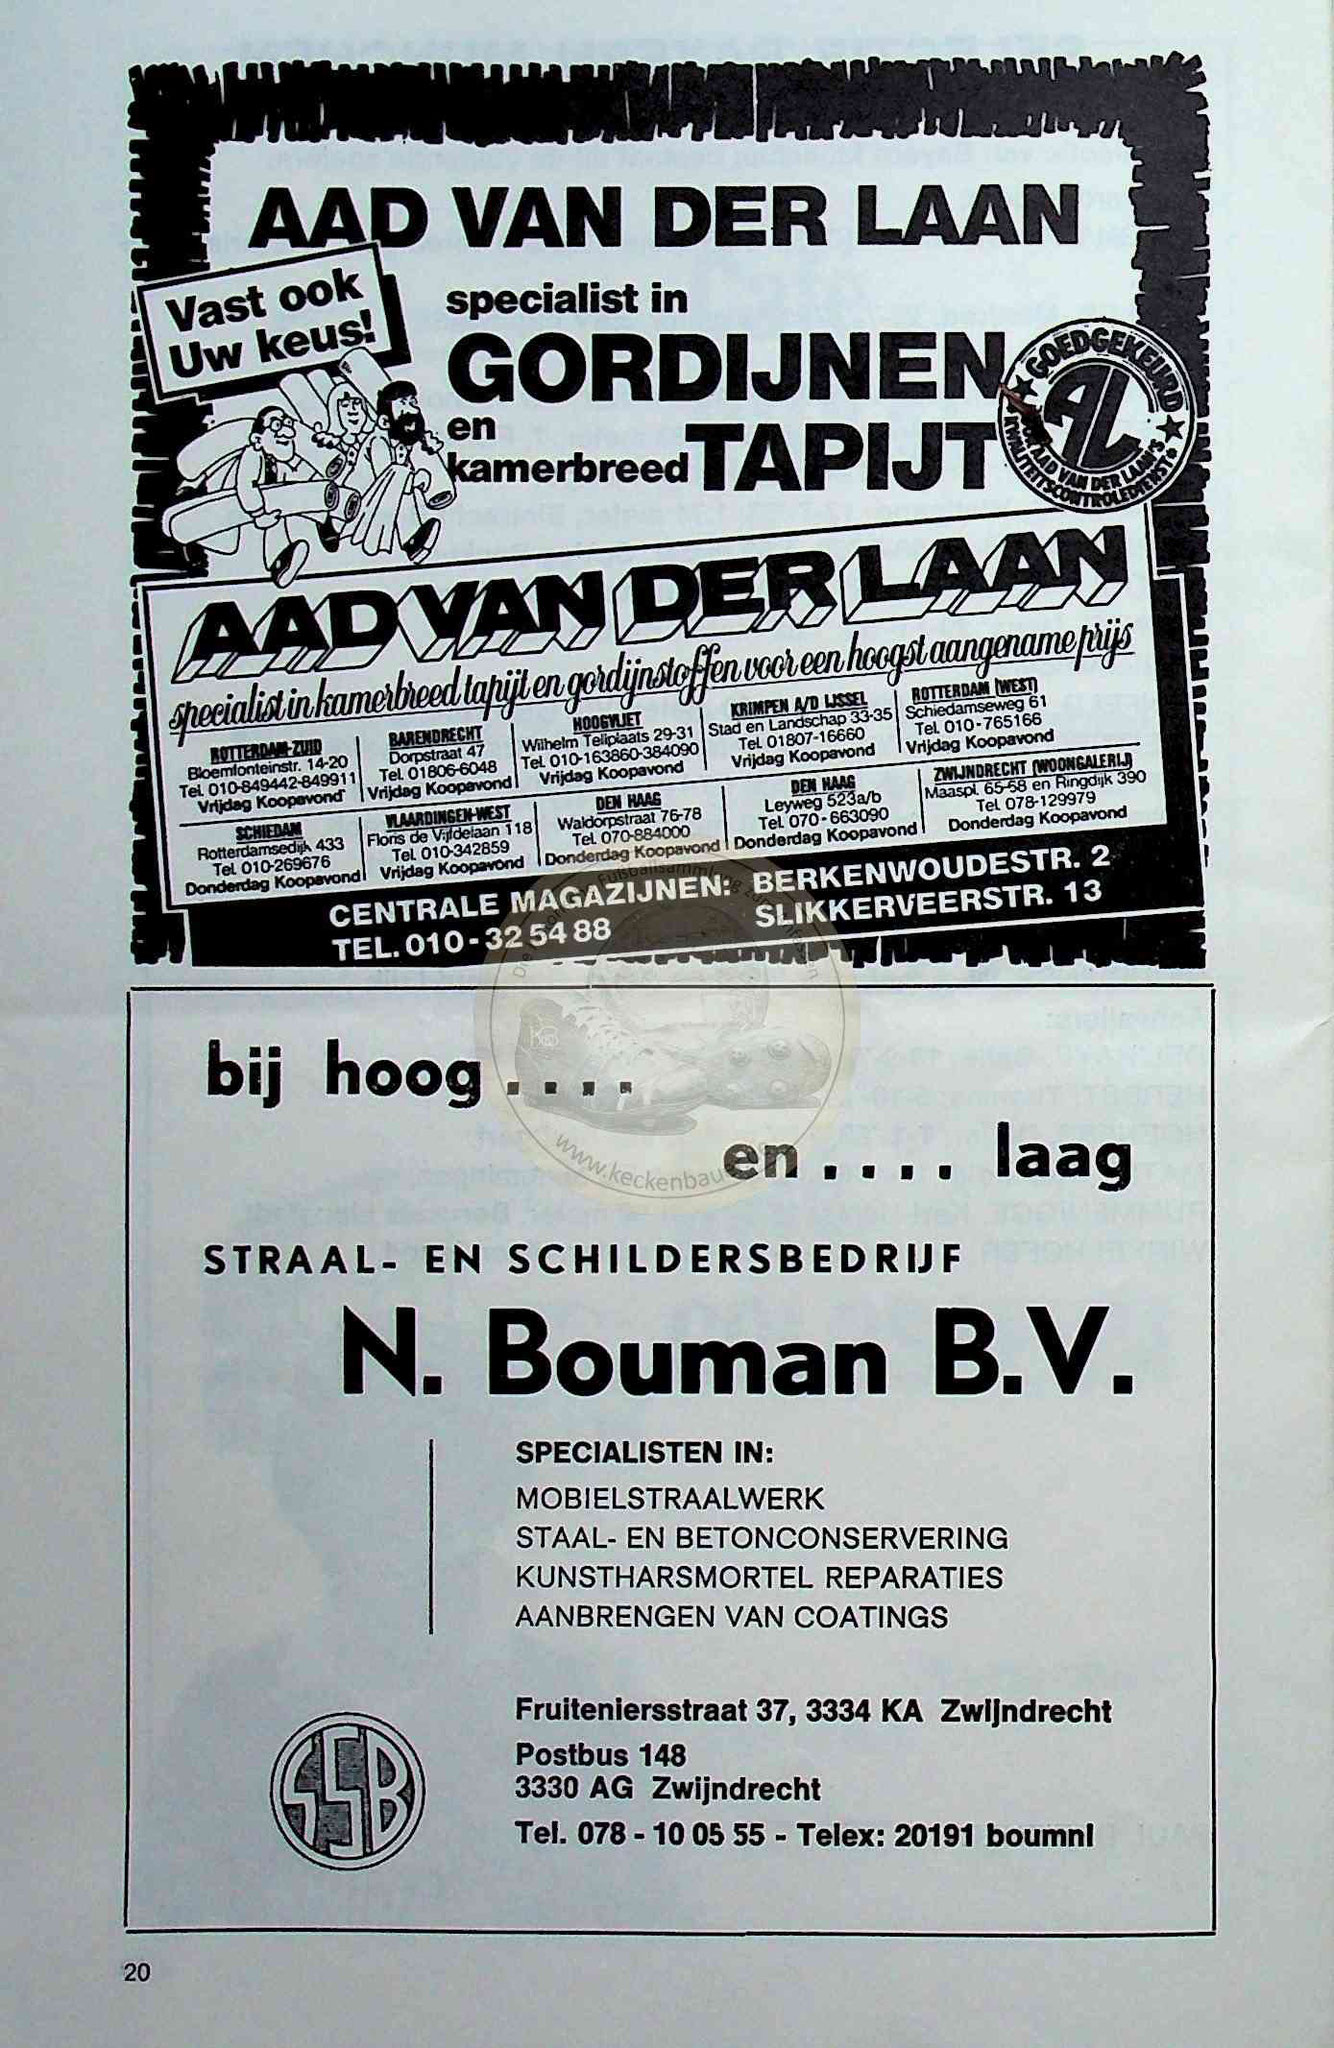 AAD VAN DER LAAN
Vast ook
Uw keus!
specialist in
GORDIJNEN
en
kamerbreed TAPIJT
GOEDGEKEURD
AL
DOOR AAD VAN DER LAAN'S
KWALITEITSCONTROLEDIENST
AAD VAN DER LAAN
specialist in kamerbreed tapijt en gordijnstoffen voor een hoogst aangename prijs
ROTTERDAM-ZUID
Bloemfonteinstr. 14-20
Tel. 010-849442-849911
Vrijdag Koopavond
BARENDRECHT
Dorpstraat 47
Tel. 01806-6048
Vrijdag Koopavond
HOOGVLIET
Wilhelm Tellplaats 29-31
Tel. 010-163860-384090
Vrijdag Koopavond
KRIMPEN A/D IJSSEL
Stad en Landschap 33-35
Tel. 01807-16660
Vrijdag Koopavond
ROTTERDAM (WEST)
Schiedamseweg 61
Tel. 010-765166
Vrijdag Koopavond
SCHIEDAM
Rotterdamsedijk 433
Tel. 010-269676
Donderdag Koopavond
VLAARDINGEN-WEST
Floris de Vijfdelaan 118
Tel. 010-342859
Vrijdag Koopavond
DEN HAAG
Waldorpstraat 76-78
Tel. 070-884000
Donderdag Koopavond
DEN HAAG
Leyweg 523a/b
Tel. 070-663090
Donderdag Koopavond
ZWIJNDRECHT (WOONGALERIJ)
Maaspl. 65-58 en Ringdijk 390
Tel. 078-129979
Donderdag Koopavond
CENTRALE MAGAZIJNEN: BERKENWOUDESTR. 2
TEL. 010-32 54 88 SLIKKERVEERSTR. 13
bij hoog....
en.... laag
www.keckenbau
STRAAL- EN SCHILDERSBEDRIJF
N. Bouman B.V.
SPECIALISTEN IN:
MOBIELSTRAALWERK
STAAL- EN BETONCONSERVERING
KUNSTHARSMORTEL REPARATIES
AANBRENGEN VAN COATINGS
Fruiteniersstraat 37, 3334 KA Zwijndrecht
Postbus 148
3330 AG Zwijndrecht
Tel. 078 - 10 05 55 - Telex: 20191 boumnl
SSB
20